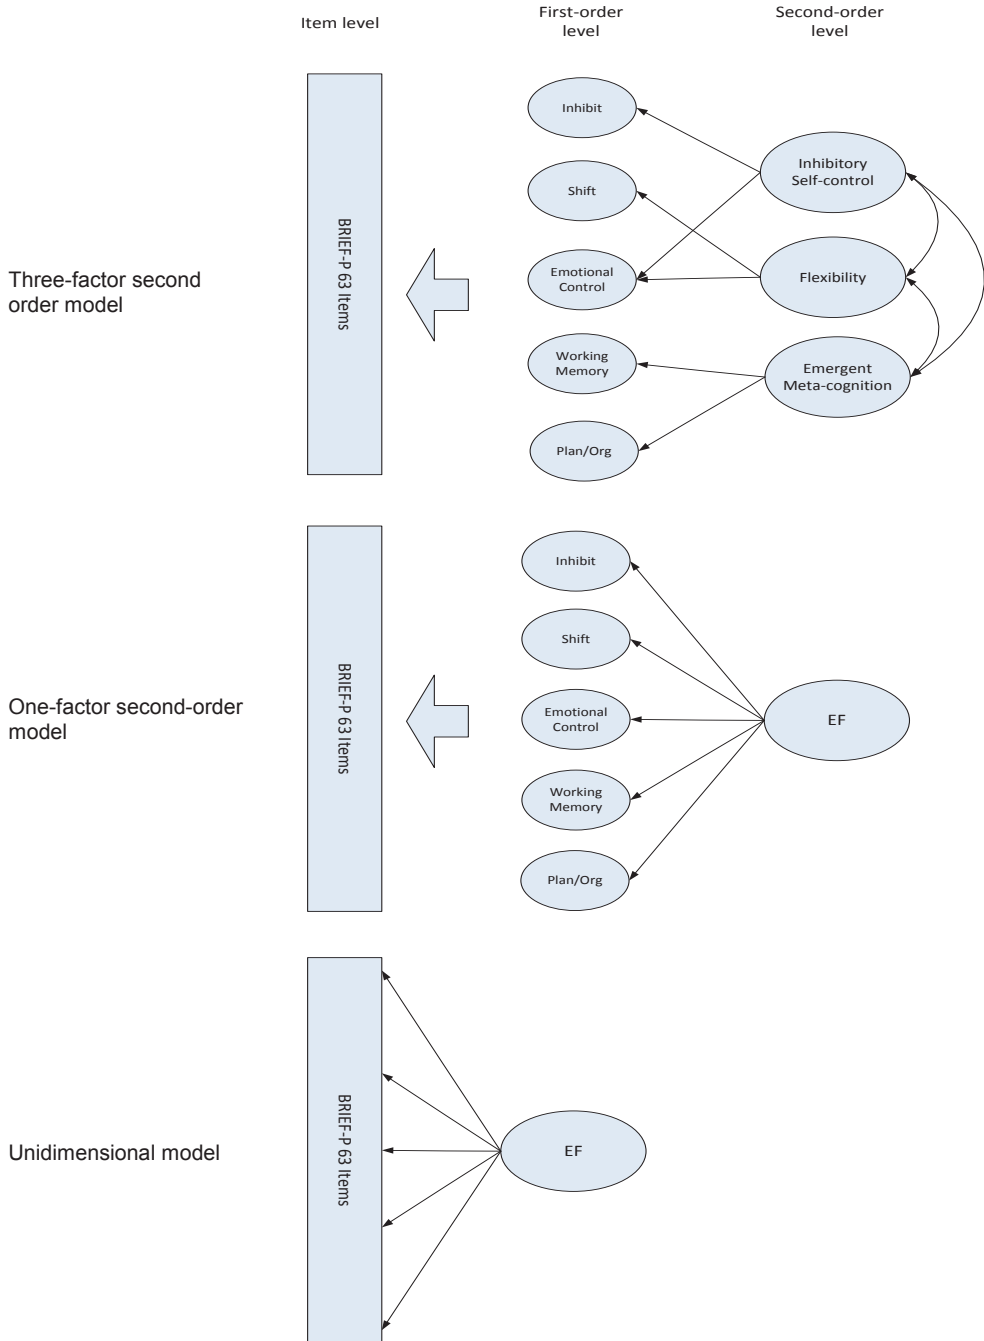 Item level
First-order
level
Second-order
level
Three-factor second
order model
BRIEF-P 63 Items
Inhibit
Shift
Emotional
Control
Working
Memory
Plan/Org
Inhibitory
Self-control
Flexibility
Emergent
Meta-cognition
One-factor second-order
model
BRIEF-P 63 Items
Inhibit
Shift
Emotional
Control
Working
Memory
Plan/Org
EF
Unidimensional model
BRIEF-P 63 Items
EF